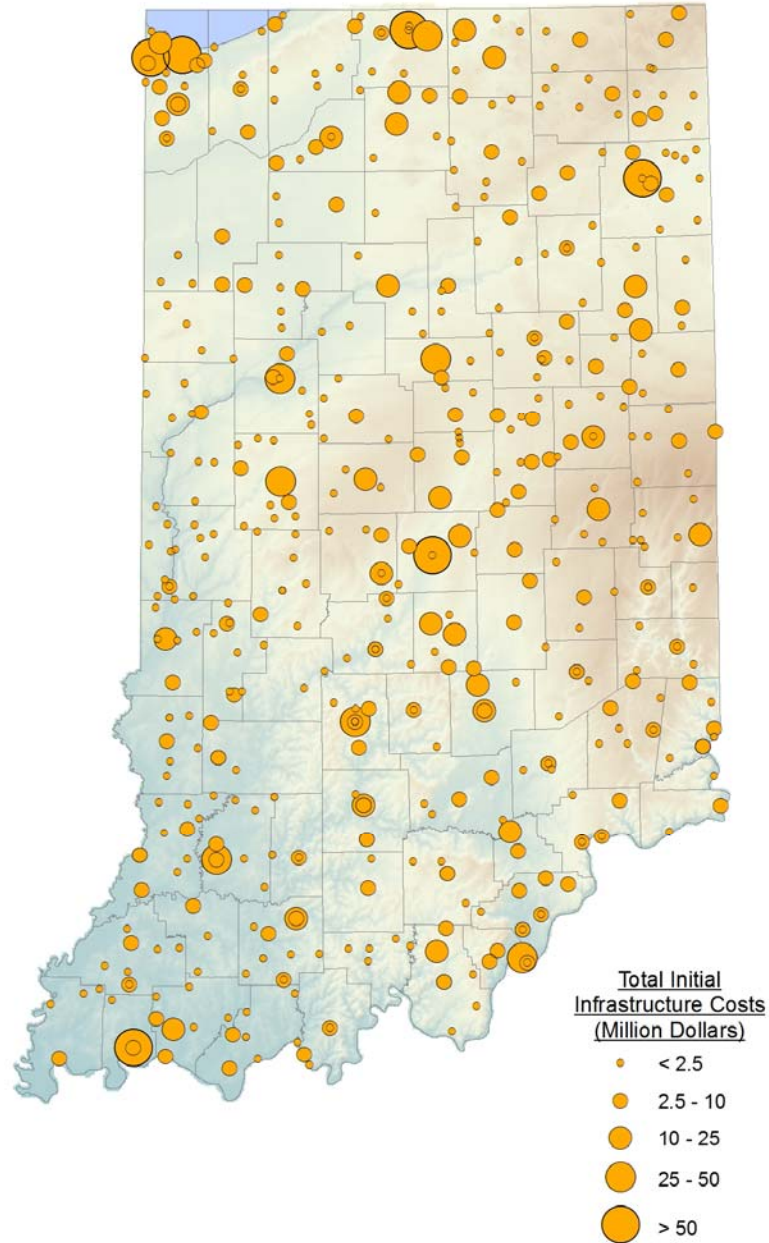 Total Initial
Infrastructure Costs
(Million Dollars)
< 2.5
2.5 - 10
10 - 25
25 - 50
> 50